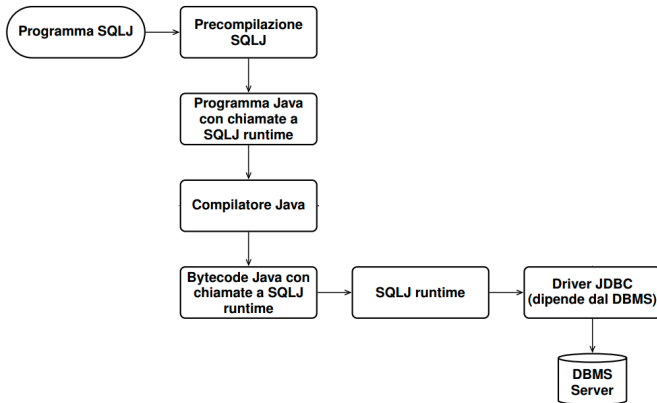 Programma SQLJ
Precompilazione
SQLJ
Programma Java
con chiamate a
SQLJ runtime
Compilatore Java
Bytecode Java con
chiamate a SQLJ
runtime
SQLJ runtime
Driver JDBC
(dipende dal DBMS)
DBMS
Server